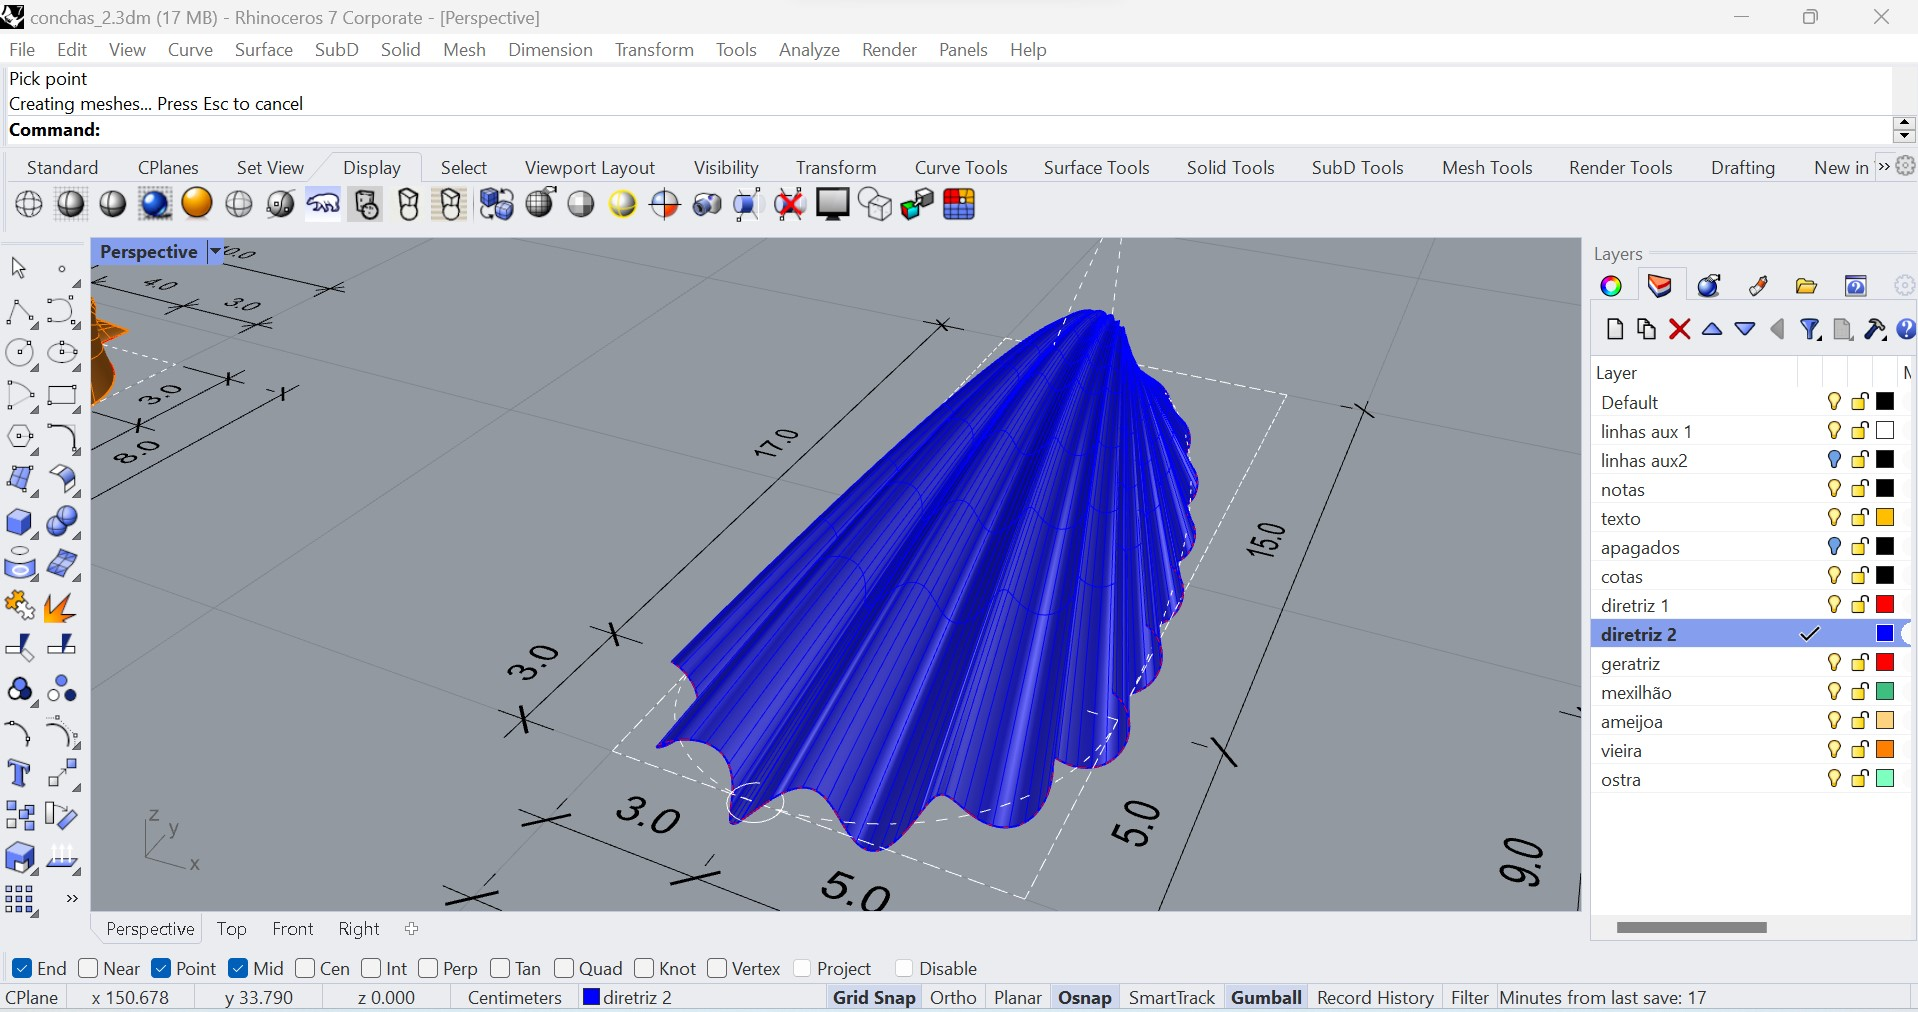 conchas_2.3dm (17 MB) - Rhinoceros 7 Corporate - [Perspective]
File Edit View Curve Surface SubD Solid Mesh Dimension Transform Tools Analyze Render Panels Help
Pick point
Creating meshes... Press Esc to cancel
Command:
Standard CPlanes Set View Display Select Viewport Layout Visibility Transform Curve Tools Surface Tools Solid Tools SubD Tools Mesh Tools Render Tools Drafting New in
Perspective
4.0
3.0
3.0
8.0
17.0
15.0
3.0
3.0
5.0
5.0
9.0
z
y
x
Layers
Layer
Default
linhas aux 1
linhas aux2
notas
texto
apagados
cotas
diretriz 1
diretriz 2
geratriz
mexilhão
ameijoa
vieira
ostra
Perspective Top Front Right
End Near Point Mid Cen Int Perp Tan Quad Knot Vertex Project Disable
CPlane x 150.678 y 33.790 z 0.000 Centimeters diretriz 2 Grid Snap Ortho Planar Osnap SmartTrack Gumball Record History Filter Minutes from last save: 17